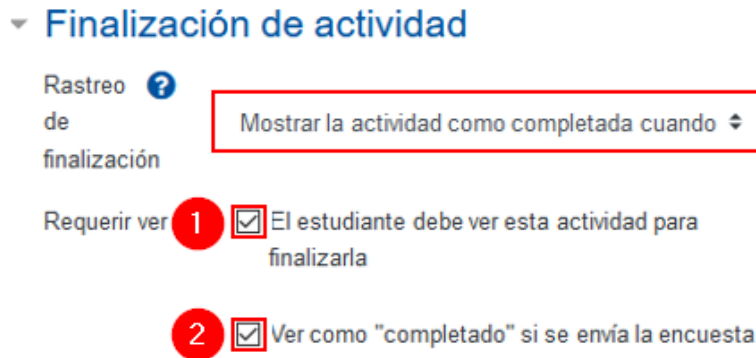 Finalización de actividad
Rastreo ?
de
finalización
Mostrar la actividad como completada cuando
Requerir ver 1 El estudiante debe ver esta actividad para
finalizarla
2 Ver como "completado" si se envía la encuesta